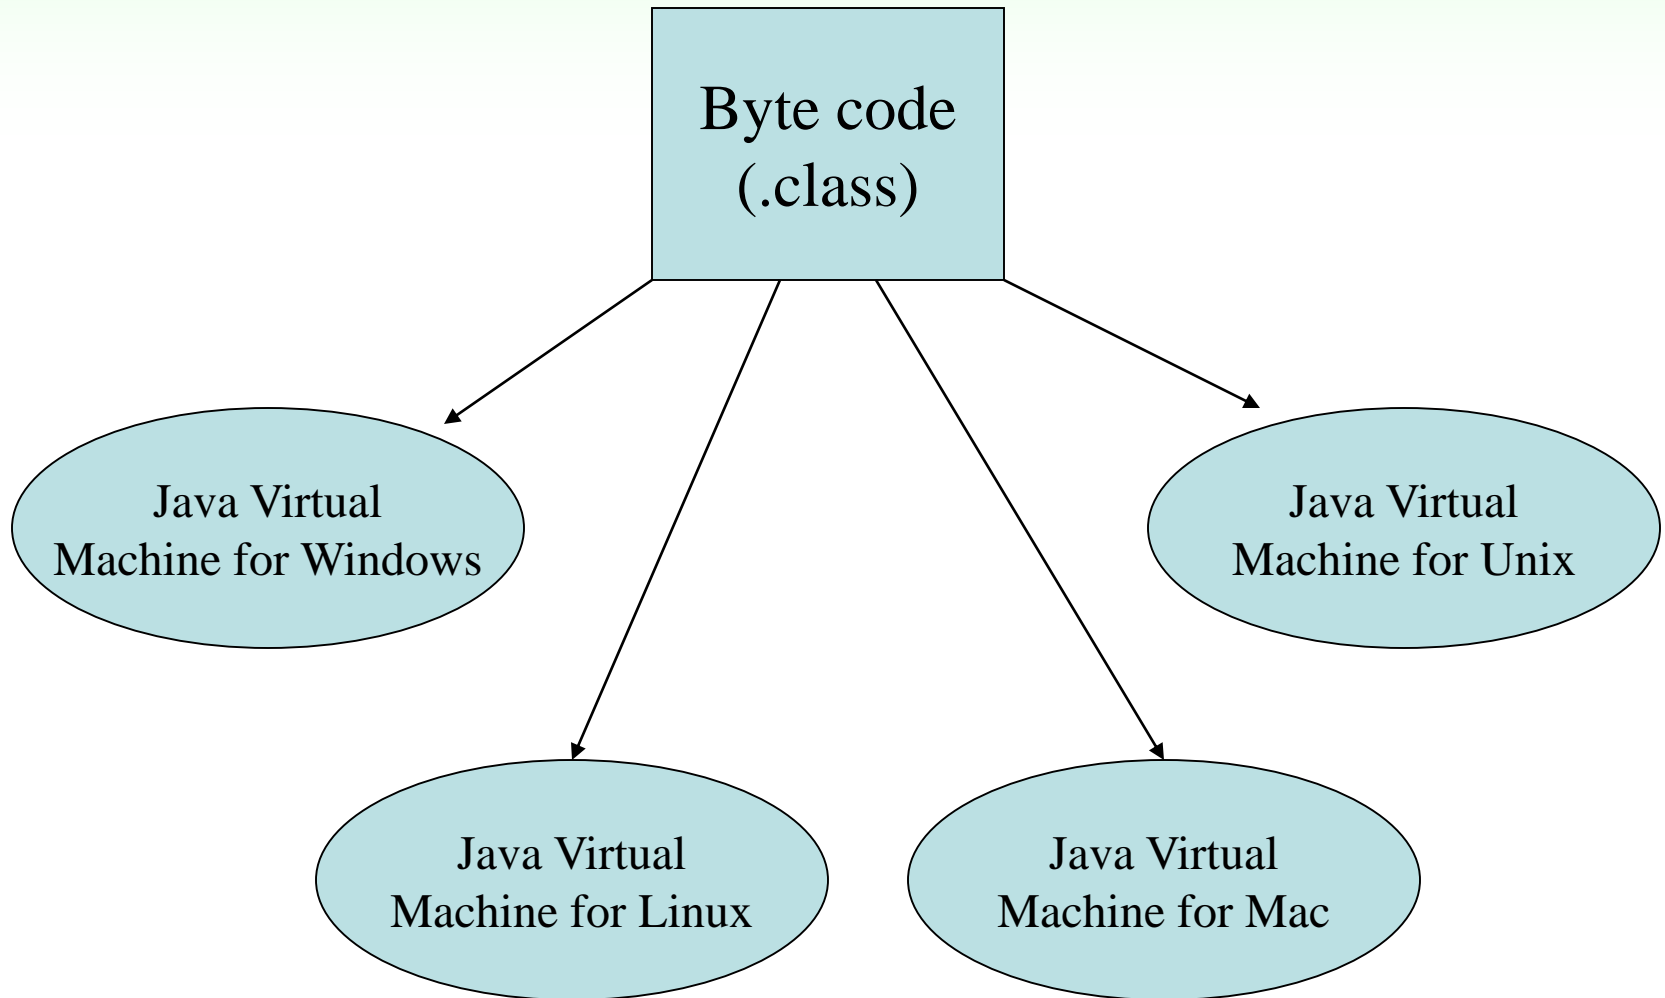 Byte code
(.class)
Java Virtual
Machine for Windows
Java Virtual
Machine for Unix
Java Virtual
Machine for Linux
Java Virtual
Machine for Mac